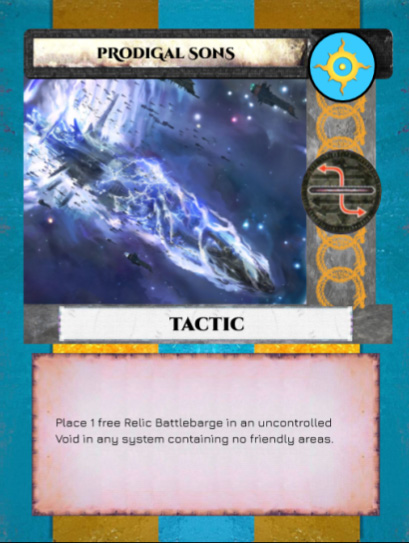 PRODIGAL SONS
TACTIC
Place 1 free Relic Battlebarge in an uncontrolled
Void in any system containing no friendly areas.